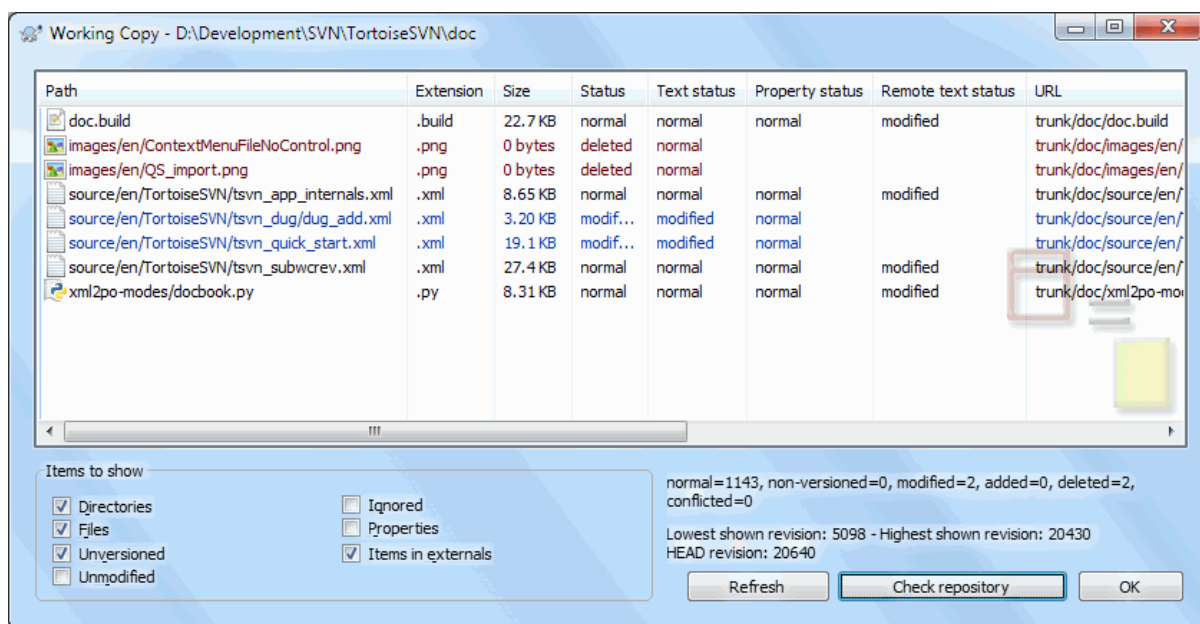 Working Copy - D:\Development\SVN\TortoiseSVN\doc
Path Extension Size Status Text status Property status Remote text status URL
doc.build .build 22.7 KB normal normal normal modified trunk/doc/doc.build
images/en/ContextMenuFileNoControl.png .png 0 bytes deleted normal trunk/doc/images/en/
images/en/QS_import.png .png 0 bytes deleted normal trunk/doc/images/en/
source/en/TortoiseSVN/tsvn_app_internals.xml .xml 8.65 KB normal normal normal modified trunk/doc/source/en/
source/en/TortoiseSVN/tsvn_dug/dug_add.xml .xml 3.20 KB modif... modified normal trunk/doc/source/en/
source/en/TortoiseSVN/tsvn_quick_start.xml .xml 19.1 KB modif... modified normal trunk/doc/source/en/
source/en/TortoiseSVN/tsvn_subwcrev.xml .xml 27.4 KB normal normal normal modified trunk/doc/source/en/
xml2po-modes/docbook.py .py 8.31 KB normal normal normal modified trunk/doc/xml2po-mo
Items to show
Directories Ignored
Files Properties
Unversioned Items in externals
Unmodified
normal=1143, non-versioned=0, modified=2, added=0, deleted=2,
conflicted=0
Lowest shown revision: 5098 - Highest shown revision: 20430
HEAD revision: 20640
Refresh Check repository OK